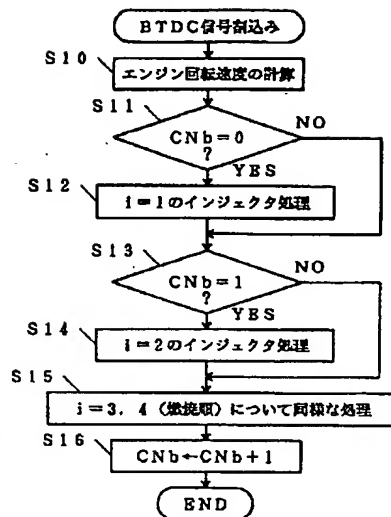 BTDC信号割込み
S10
エンジン回転速度の計算
S11
CNb=0
?
NO
YES
S12
i=1のインジェクタ処理
S13
CNb=1
?
NO
YES
S14
i=2のインジェクタ処理
S15
i=3,4(燃焼順)について同様な処理
S16
CNb←CNb+1
END